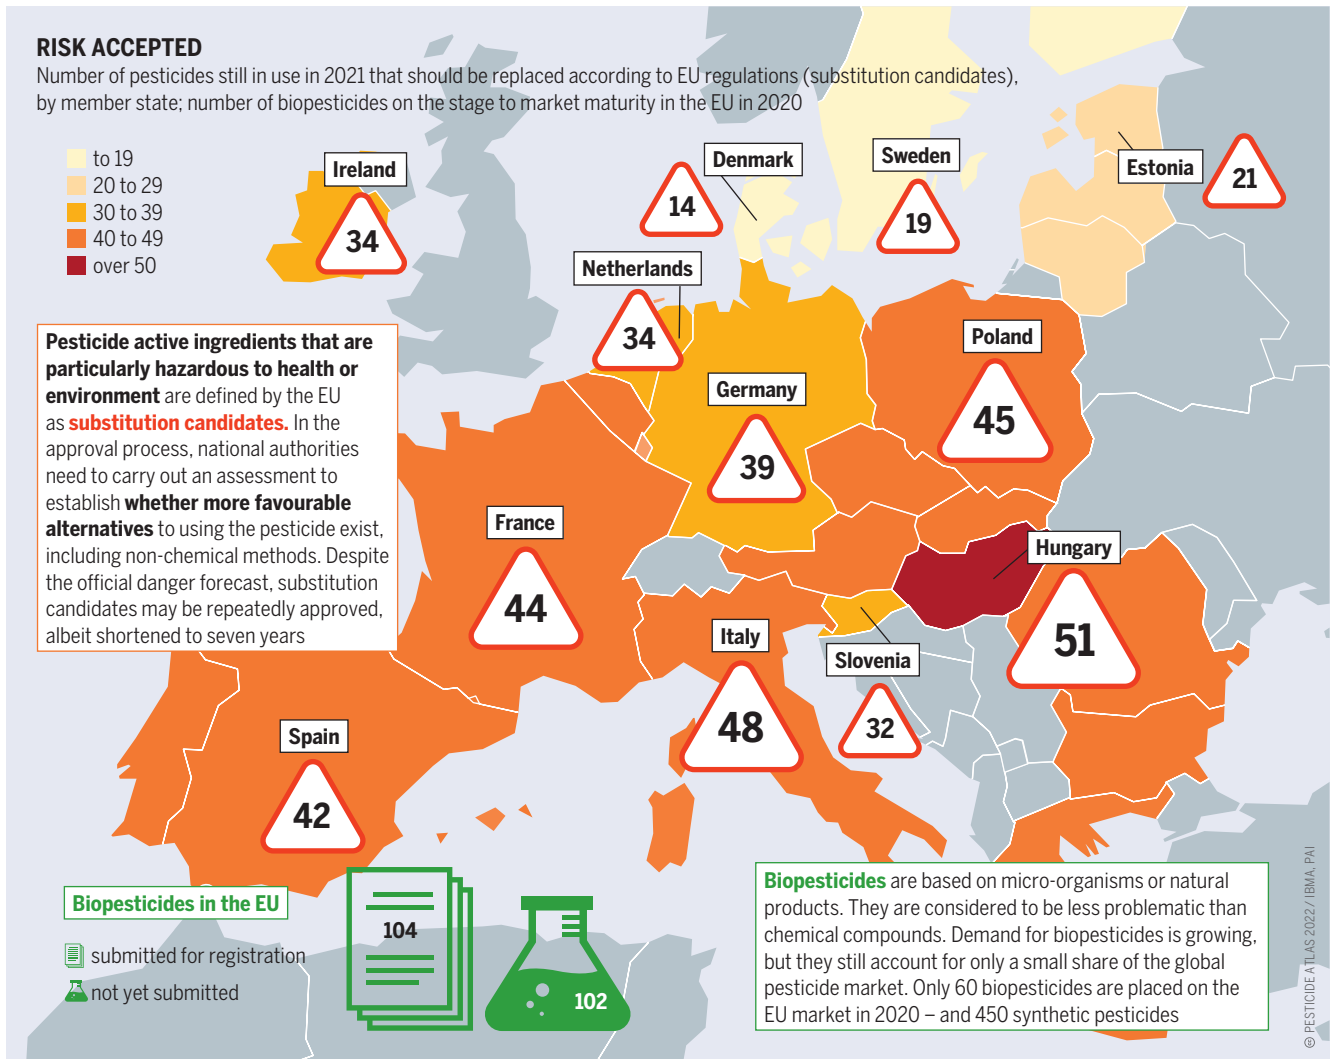 RISK ACCEPTED
Number of pesticides still in use in 2021 that should be replaced according to EU regulations (substitution candidates),
by member state; number of biopesticides on the stage to market maturity in the EU in 2020
to 19
20 to 29
30 to 39
40 to 49
over 50
Ireland
34
Denmark
14
Sweden
19
Estonia
21
Netherlands
34
Germany
39
Poland
45
Pesticide active ingredients that are
particularly hazardous to health or
environment are defined by the EU
as substitution candidates. In the
approval process, national authorities
need to carry out an assessment to
establish whether more favourable
alternatives to using the pesticide exist,
including non-chemical methods. Despite
the official danger forecast, substitution
candidates may be repeatedly approved,
albeit shortened to seven years
France
44
Hungary
51
Italy
48
Slovenia
32
Spain
42
Biopesticides in the EU
submitted for registration
not yet submitted
104
102
Biopesticides are based on micro-organisms or natural
products. They are considered to be less problematic than
chemical compounds. Demand for biopesticides is growing,
but they still account for only a small share of the global
pesticide market. Only 60 biopesticides are placed on the
EU market in 2020 – and 450 synthetic pesticides
PESTICIDE ATLAS 2022 / IBMA, PAI